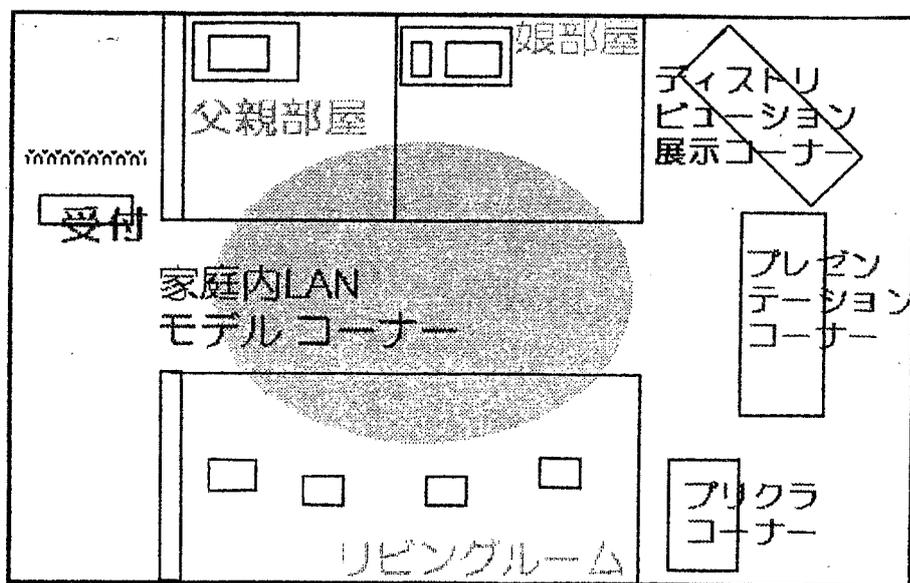 父親部屋
娘部屋
ディストリ
ビューション
展示コーナー
受付
家庭内LAN
モデル コーナー
プレゼン
テーション
コーナー
リビングルーム
プリクラ
コーナー